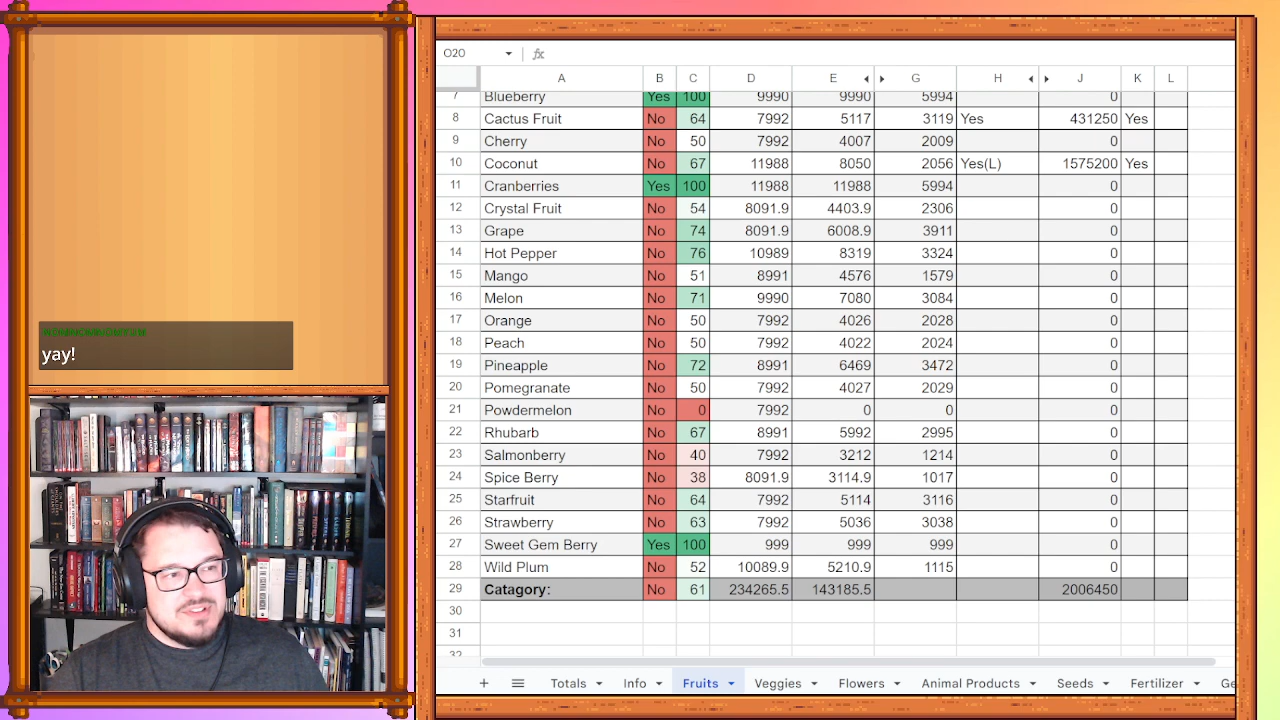 O20 fx
A B C D E G H J K L
7 Blueberry Yes 100 9990 9990 5994 0
8 Cactus Fruit No 64 7992 5117 3119 Yes 431250 Yes
9 Cherry No 50 7992 4007 2009 0
10 Coconut No 67 11988 8050 2056 Yes(L) 1575200 Yes
11 Cranberries Yes 100 11988 11988 5994 0
12 Crystal Fruit No 54 8091.9 4403.9 2306 0
13 Grape No 74 8091.9 6008.9 3911 0
14 Hot Pepper No 76 10989 8319 3324 0
15 Mango No 51 8991 4576 1579 0
16 Melon No 71 9990 7080 3084 0
17 Orange No 50 7992 4026 2028 0
18 Peach No 50 7992 4022 2024 0
19 Pineapple No 72 8991 6469 3472 0
20 Pomegranate No 50 7992 4027 2029 0
21 Powdermelon No 0 7992 0 0 0
22 Rhubarb No 67 8991 5992 2995 0
23 Salmonberry No 40 7992 3212 1214 0
24 Spice Berry No 38 8091.9 3114.9 1017 0
25 Starfruit No 64 7992 5114 3116 0
26 Strawberry No 63 7992 5036 3038 0
27 Sweet Gem Berry Yes 100 999 999 999 0
28 Wild Plum No 52 10089.9 5210.9 1115 0
29 Catagory: No 61 234265.5 143185.5 2006450
30
31
32
Totals Info Fruits Veggies Flowers Animal Products Seeds Fertilizer Ge
yay!